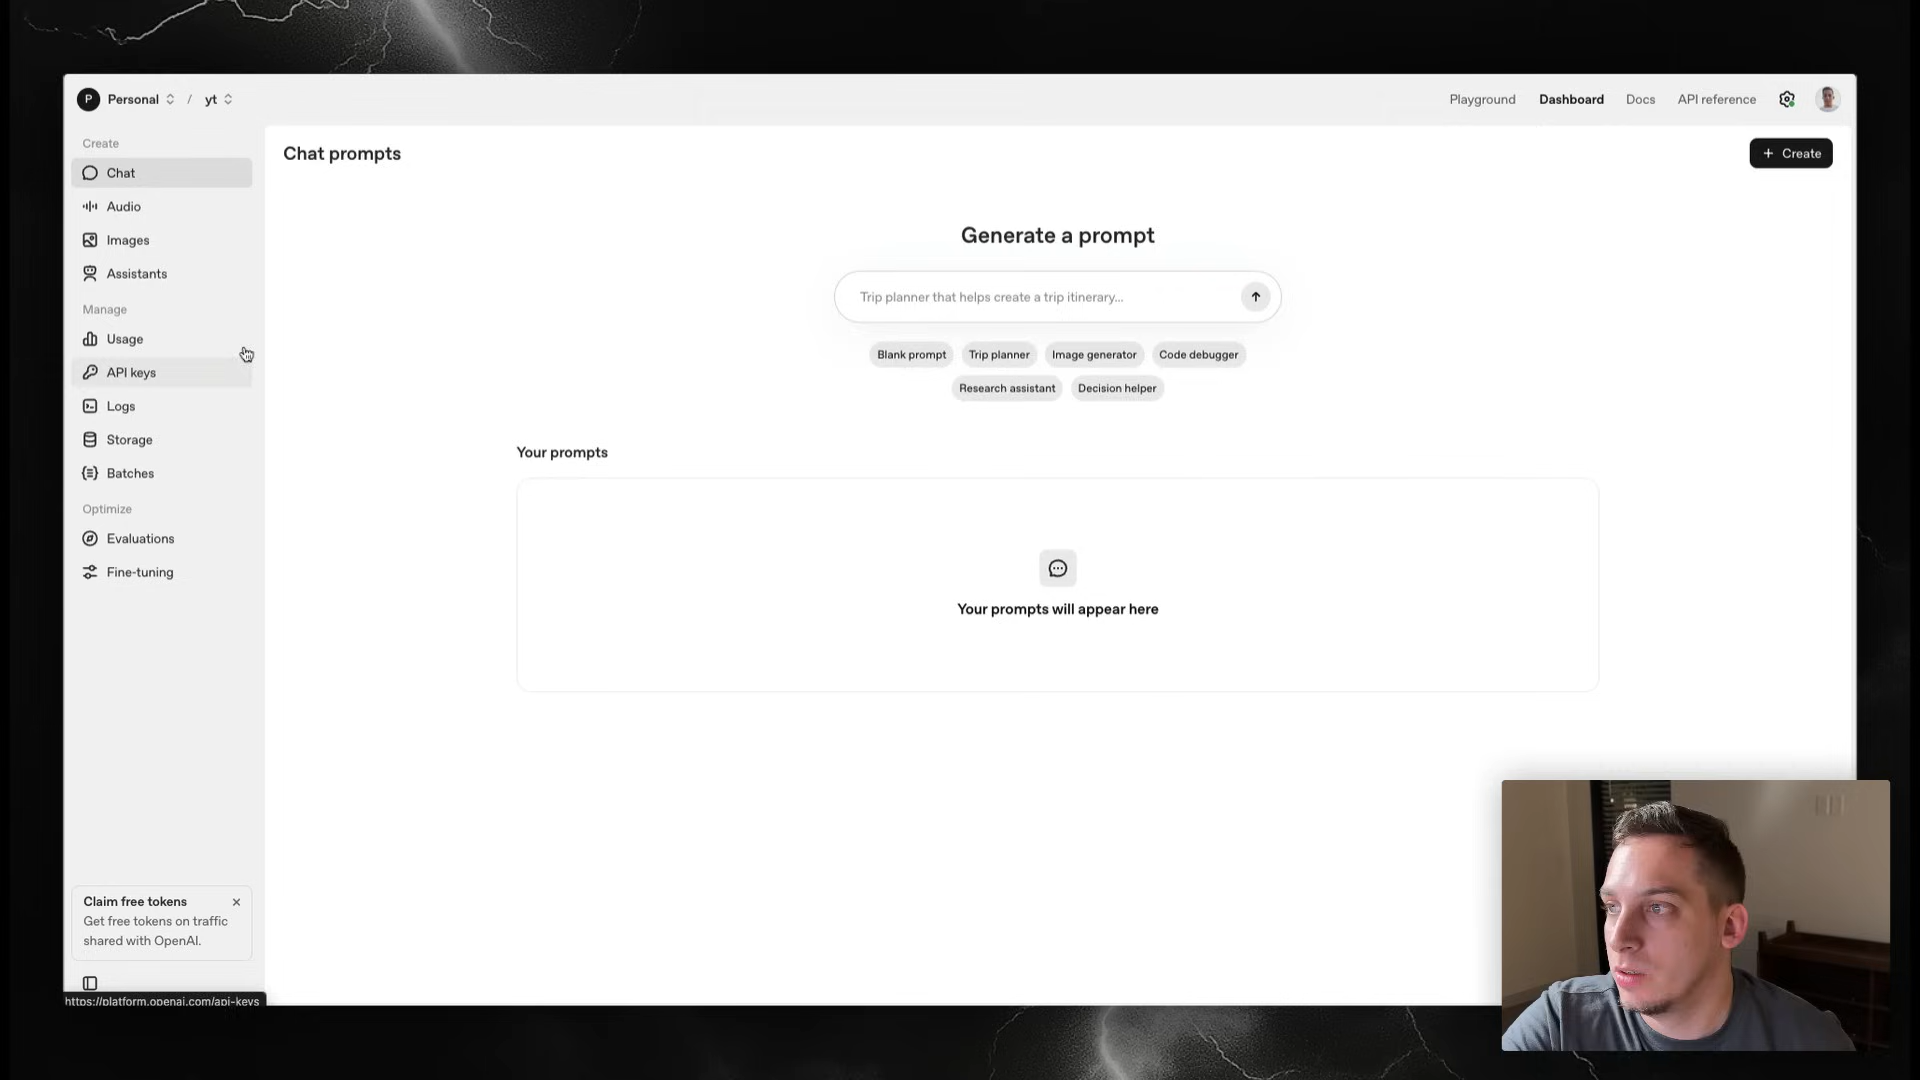 P Personal / yt
Playground Dashboard Docs API reference
Create
Chat
Audio
Images
Assistants
Manage
Usage
API keys
Logs
Storage
Batches
Optimize
Evaluations
Fine-tuning
Claim free tokens
Get free tokens on traffic
shared with OpenAI.
https://platform.openai.com/api-keys
Chat prompts
+ Create
Generate a prompt
Trip planner that helps create a trip itinerary...
Blank prompt Trip planner Image generator Code debugger
Research assistant Decision helper
Your prompts
Your prompts will appear here